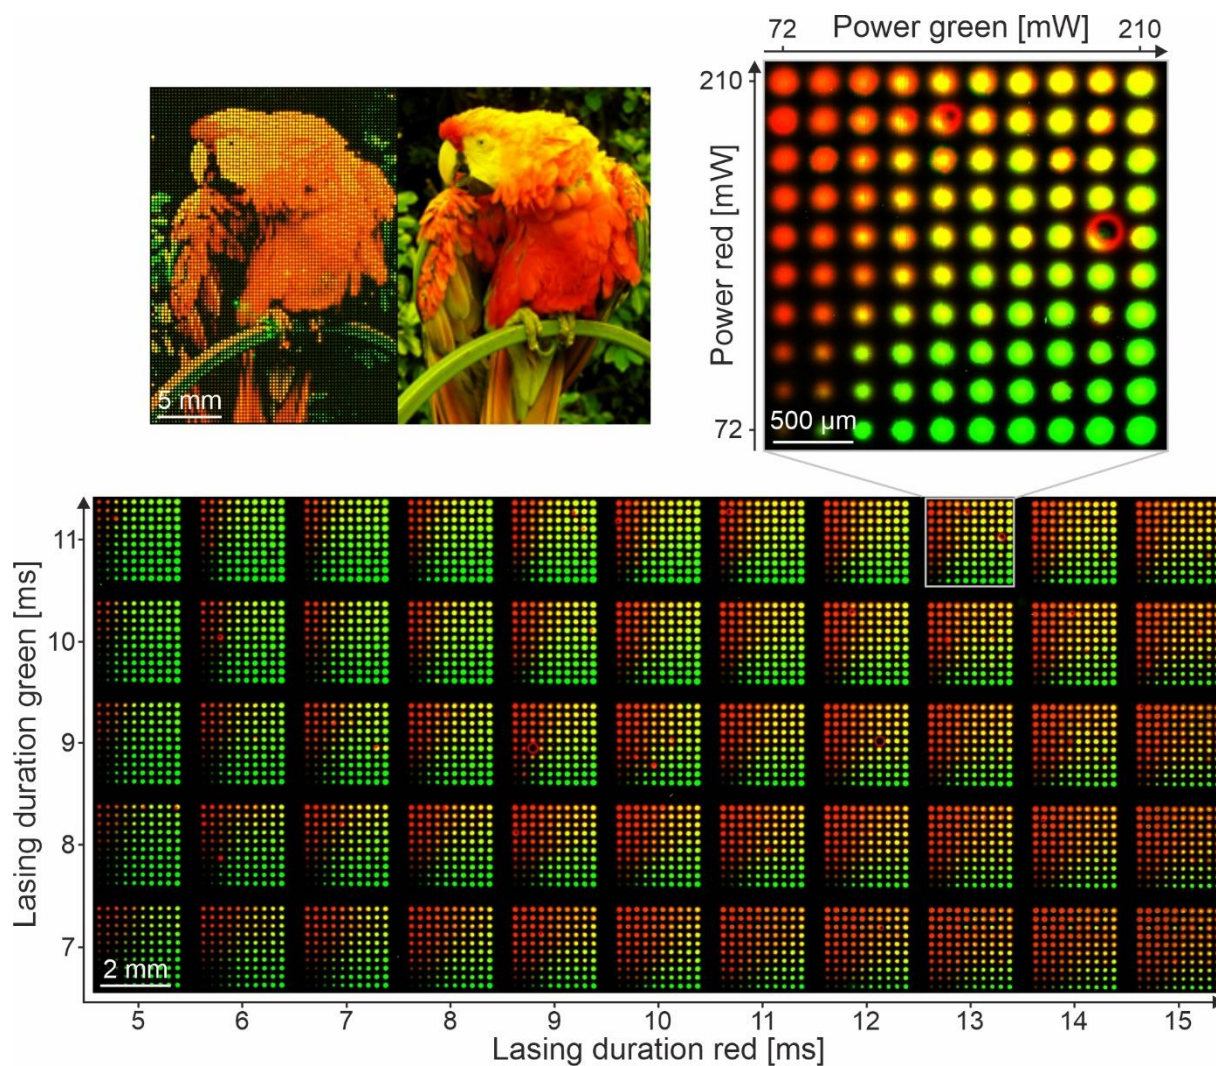 Power green [mW]
72
210
210
Power red [mW]
72
500 µm
5 mm
Lasing duration green [ms]
11
10
9
8
7
2 mm
5 6 7 8 9 10 11 12 13 14 15
Lasing duration red [ms]